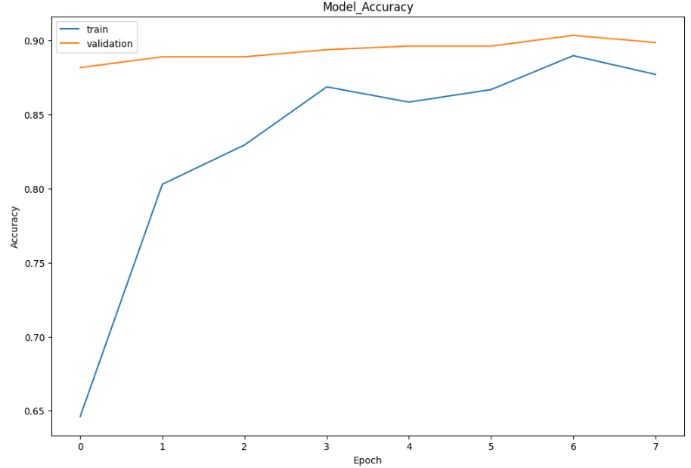 Model_Accuracy
train
validation
0.90
0.85
0.80
0.75
0.70
0.65
Accuracy
0 1 2 3 4 5 6 7
Epoch